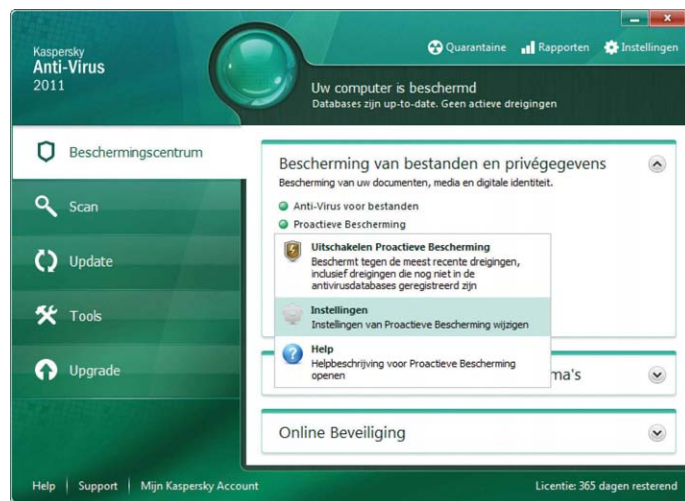 Kaspersky
Anti-Virus
2011
Quarantaine
Rapporten
Instellingen
Uw computer is beschermd
Databases zijn up-to-date. Geen actieve dreigingen
Beschermingscentrum
Scan
Update
Tools
Upgrade
Bescherming van bestanden en privégegevens
Bescherming van uw documenten, media en digitale identiteit.
Anti-Virus voor bestanden
Proactieve Bescherming
Uitschakelen Proactieve Bescherming
Beschermt tegen de meest recente dreigingen,
inclusief dreigingen die nog niet in de
antivirusdatabases geregistreerd zijn
Instellingen
Instellingen van Proactieve Bescherming wijzigen
Help
Helpbeschrijving voor Proactieve Bescherming
openen
ma's
Online Beveiliging
Help
Support
Mijn Kaspersky Account
Licentie: 365 dagen resterend